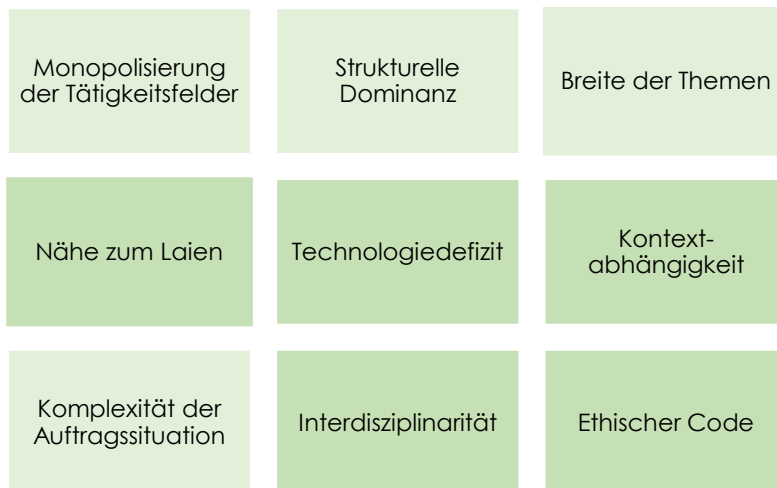 Monopolisierung
der Tätigkeitsfelder
Strukturelle
Dominanz
Breite der Themen
Nähe zum Laien
Technologiedefizit
Kontext-
abhängigkeit
Komplexität der
Auftragssituation
Interdisziplinarität
Ethischer Code